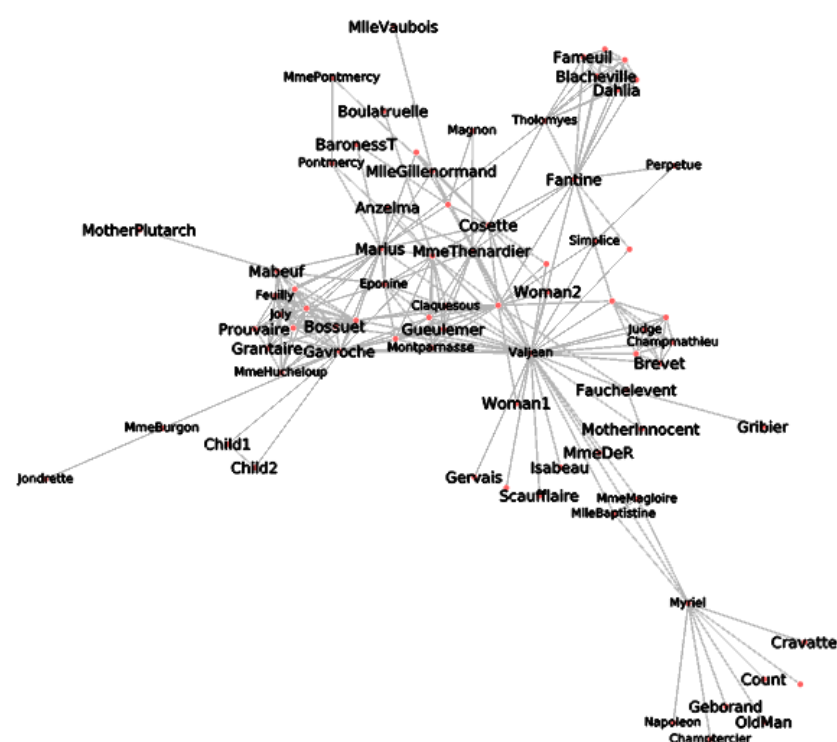 MlleVaubois
Fameuil
MmePontmercy
Blacheville
Dahlia
Boulatruelle
Tholomyes
Magnon
BaronessT
Pontmercy
MlleGillenormand
Perpetue
Fantine
Anzelma
Cosette
MotherPlutarch
Simplice
Marius
MmeThenardier
Mabeuf
Eponine
Woman2
Feuilly
Claquesous
Joly
Prouvaire
Bossuet
Gueulemer
Judge
Champmathieu
Grantaire
Gavroche
Montparnasse
Valjean
Brevet
MmeHucheloup
Fauchelevent
Woman1
MmeBurgon
MotherInnocent
Gribier
Child1
MmeDeR
Child2
Isabeau
Jondrette
Gervais
Scaufflaire
MmeMagloire
MlleBaptistine
Myriel
Cravatte
Count
Geborand
Napoleon
OldMan
Champtercier